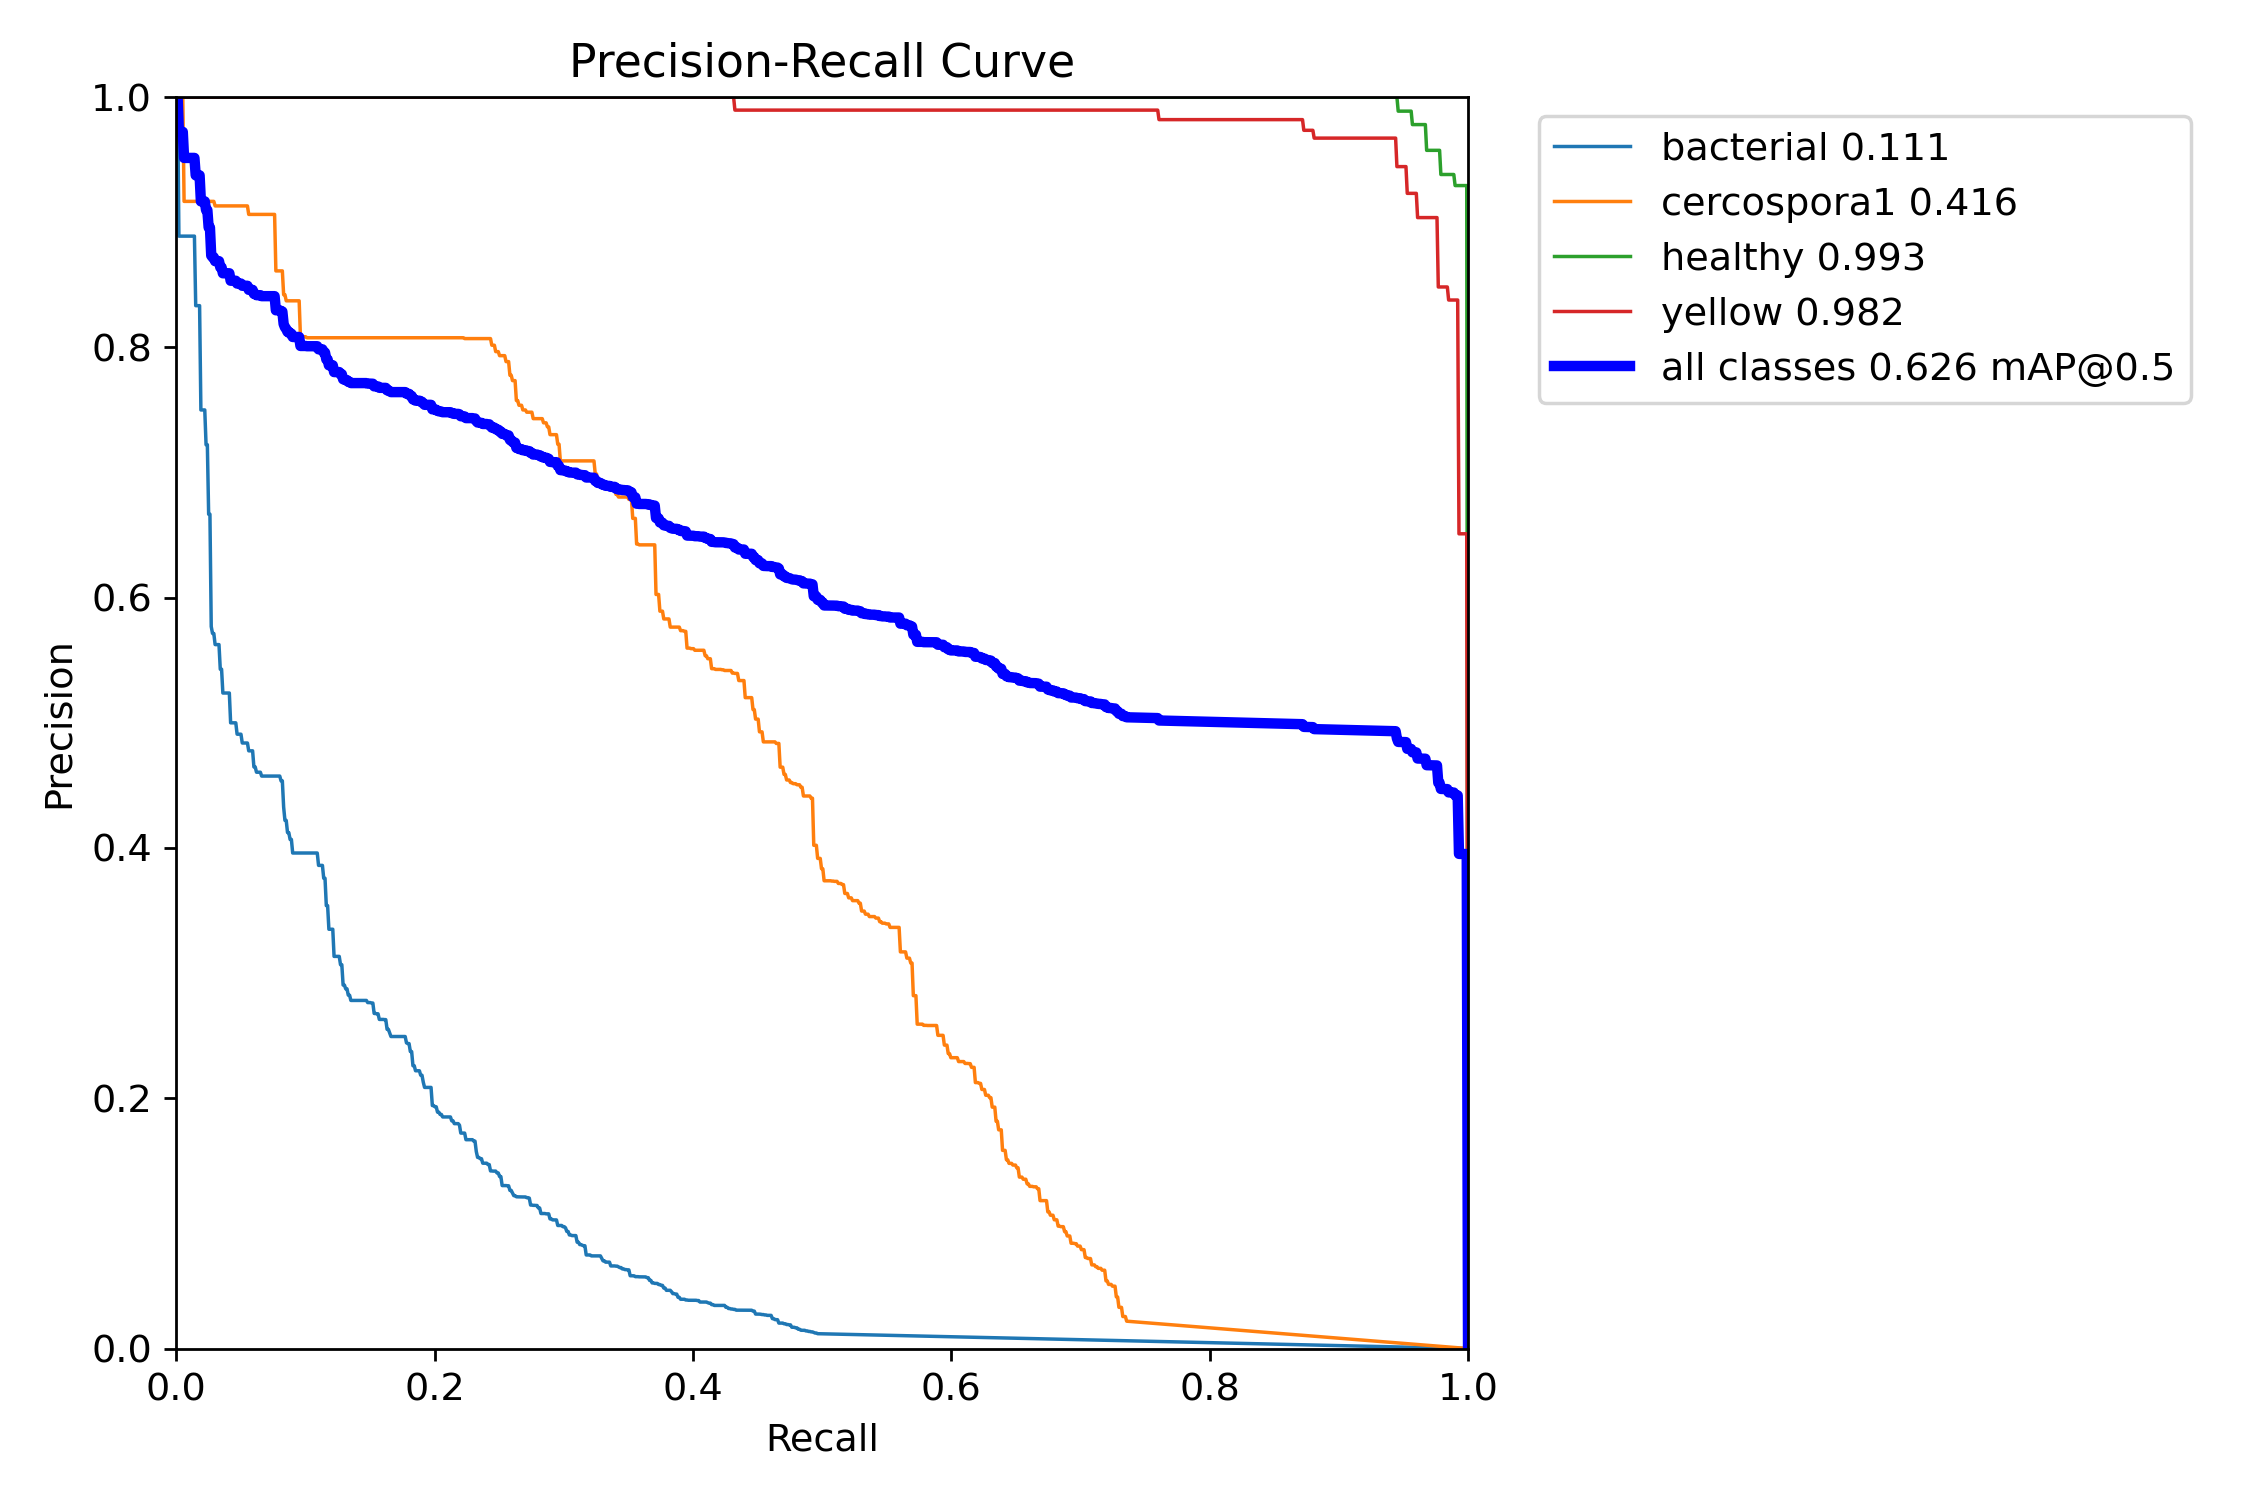 Precision-Recall Curve
1.0
0.8
0.6
0.4
0.2
0.0
Precision
0.0 0.2 0.4 0.6 0.8 1.0
Recall
bacterial 0.111
cercospora1 0.416
healthy 0.993
yellow 0.982
all classes 0.626 mAP@0.5